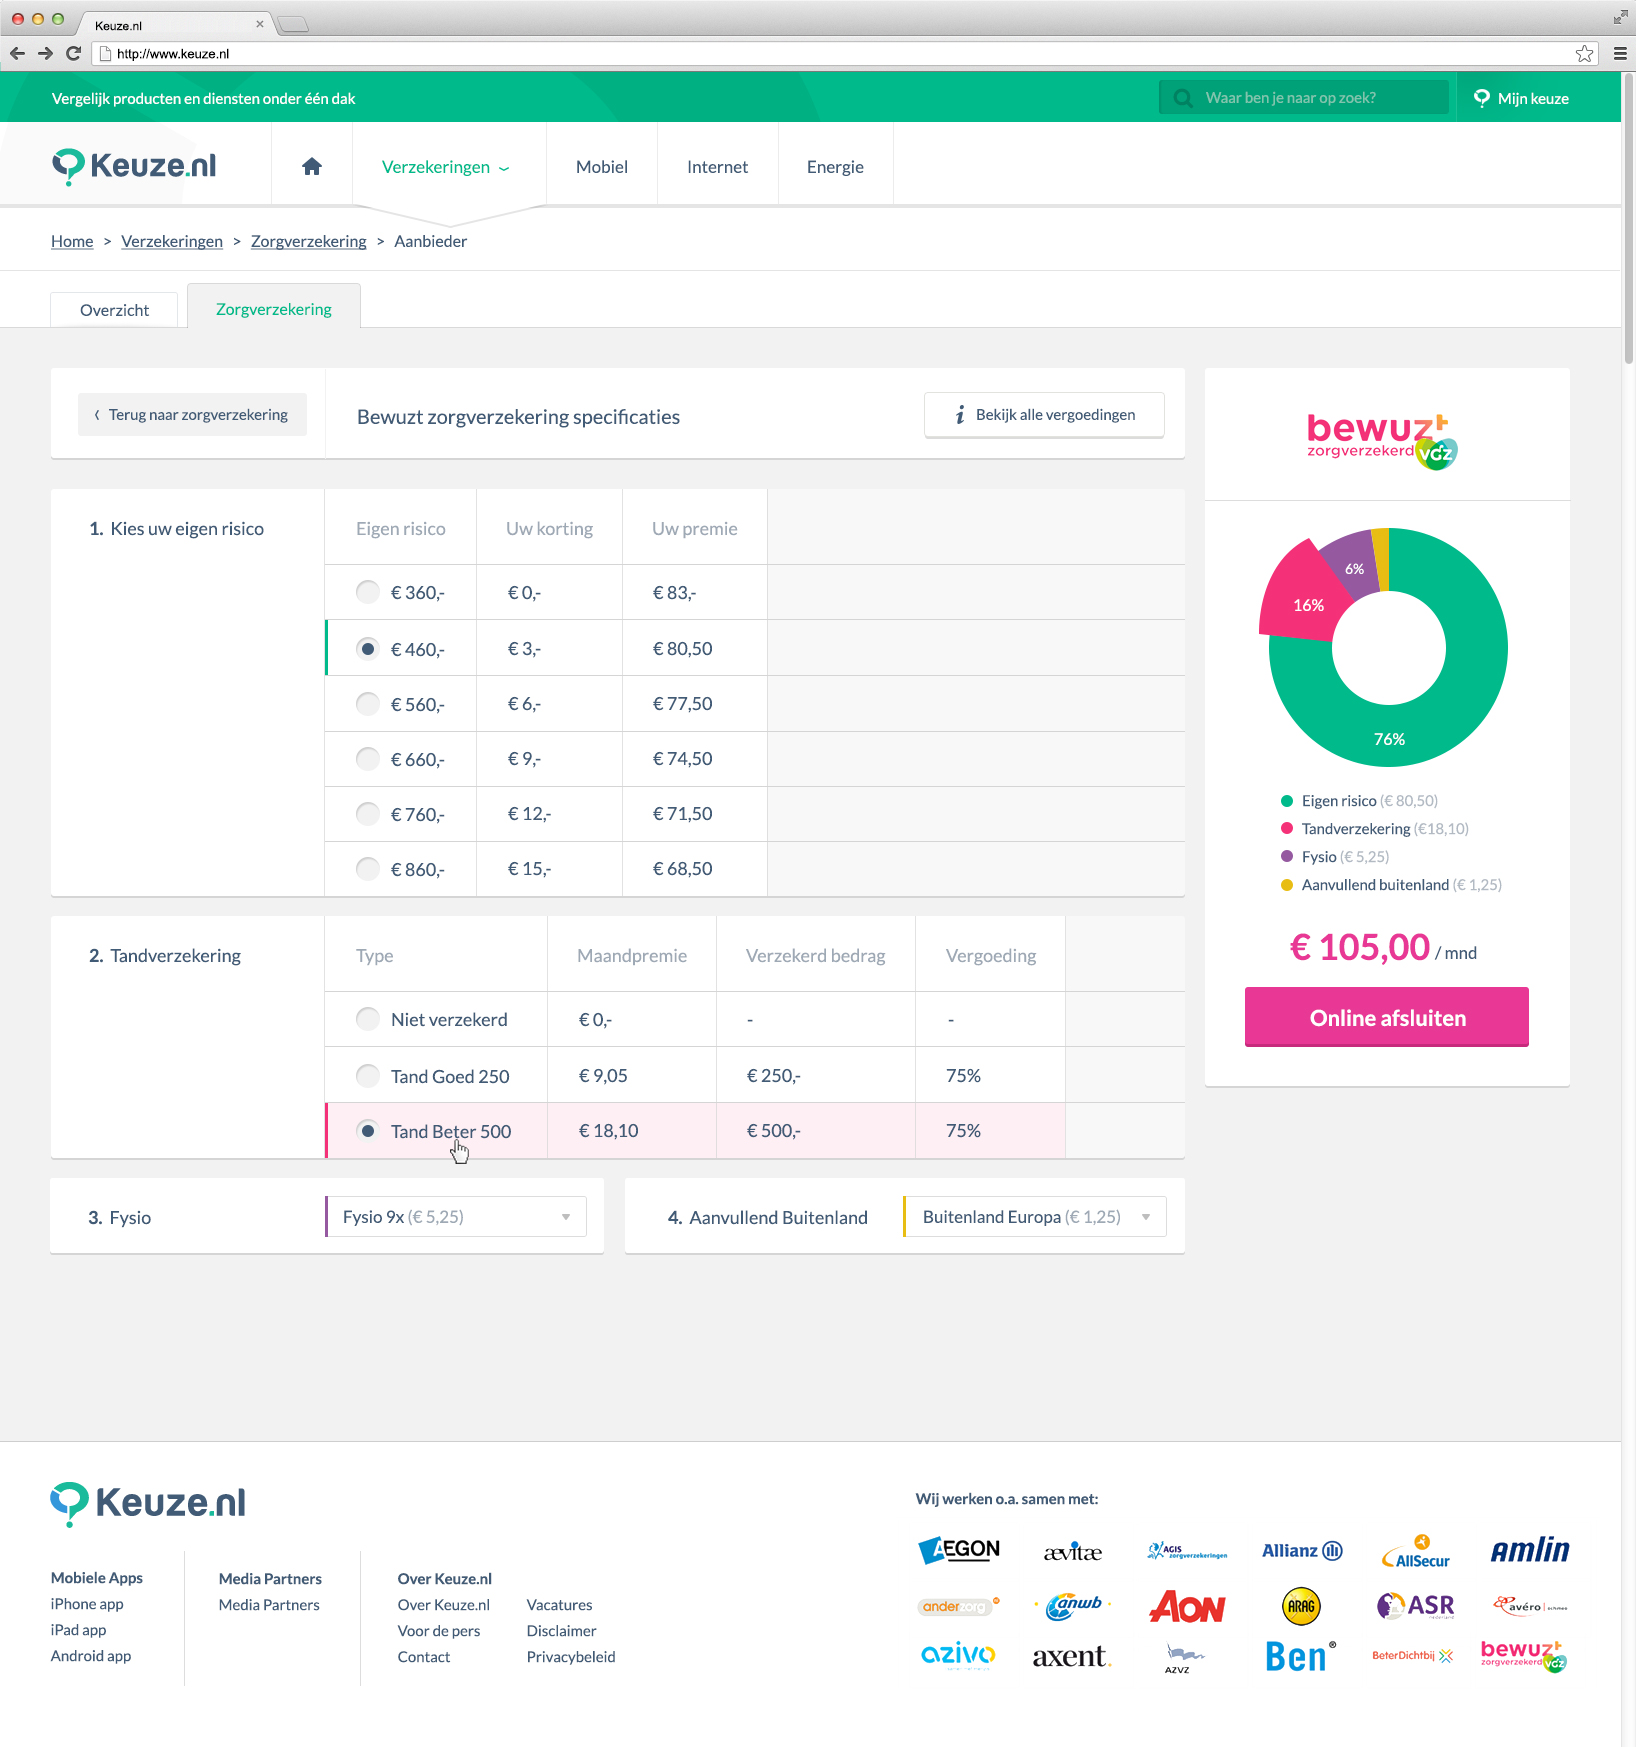 Keuze.nl
http://www.keuze.nl
Vergelijk producten en diensten onder één dak
Waar ben je naar op zoek?
Mijn keuze
Keuze.nl
Verzekeringen
Mobiel
Internet
Energie
Home > Verzekeringen > Zorgverzekering > Aanbieder
Overzicht
Zorgverzekering
‹ Terug naar zorgverzekering
Bewuzt zorgverzekering specificaties
i Bekijk alle vergoedingen
1. Kies uw eigen risico
Eigen risico Uw korting Uw premie
€ 360,- € 0,- € 83,-
€ 460,- € 3,- € 80,50
€ 560,- € 6,- € 77,50
€ 660,- € 9,- € 74,50
€ 760,- € 12,- € 71,50
€ 860,- € 15,- € 68,50
2. Tandverzekering
Type Maandpremie Verzekerd bedrag Vergoeding
Niet verzekerd € 0,- - -
Tand Goed 250 € 9,05 € 250,- 75%
Tand Beter 500 € 18,10 € 500,- 75%
3. Fysio
Fysio 9x (€ 5,25)
4. Aanvullend Buitenland
Buitenland Europa (€ 1,25)
bewuzt
zorgverzekerd
vgz
6%
16%
76%
Eigen risico (€ 80,50)
Tandverzekering (€18,10)
Fysio (€ 5,25)
Aanvullend buitenland (€ 1,25)
€ 105,00 / mnd
Online afsluiten
Keuze.nl
Mobiele Apps
iPhone app
iPad app
Android app
Media Partners
Media Partners
Over Keuze.nl
Over Keuze.nl
Voor de pers
Contact
Vacatures
Disclaimer
Privacybeleid
Wij werken o.a. samen met:
AEGON
ævitæ
AGIS
zorgverzekeringen
Allianz
AllSecur
amlin
anderzorg
anwb
AON
ARAG
ASR
nederland
avéro
azivo
axent.
AZVZ
Ben®
BeterDichtbij
bewuzt
zorgverzekerd
vgz